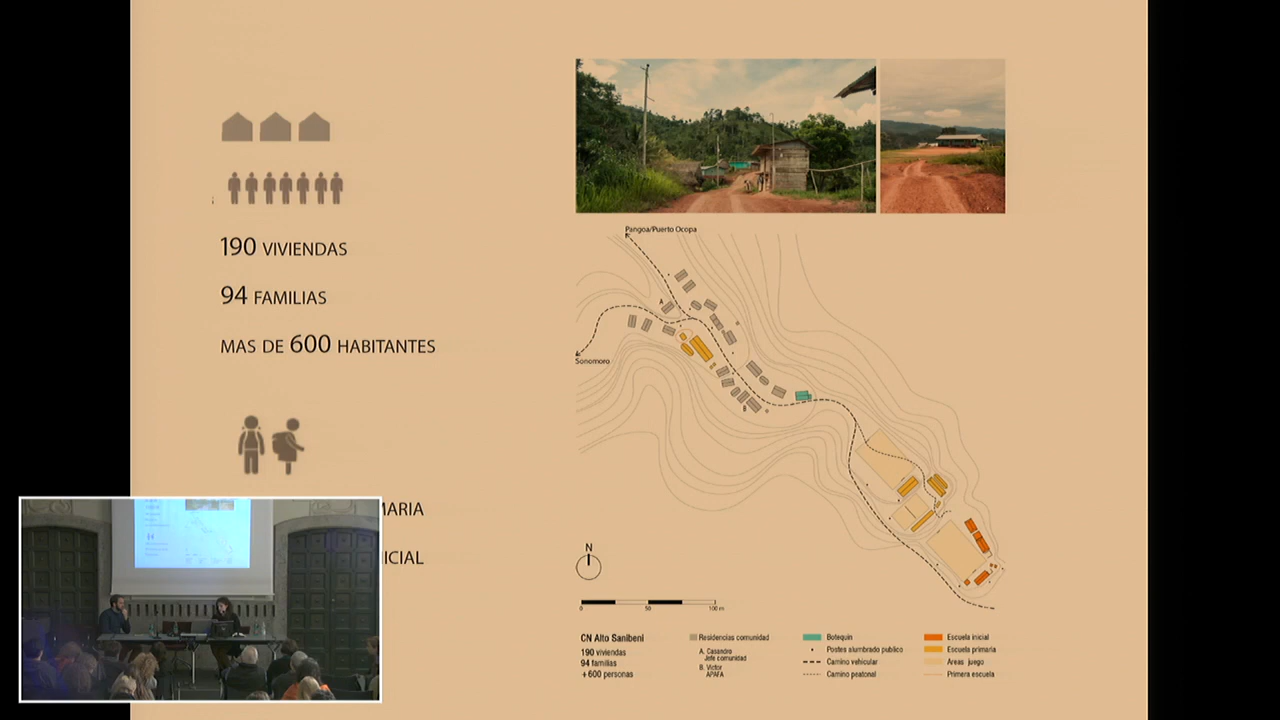 190 VIVIENDAS
94 FAMILIAS
MAS DE 600 HABITANTES
MARIA
ICIAL
Pangoa/Puerto Ocopa
A
Sonomoro
B
N
0 50 100 m
CN Alto Sanibeni
190 viviendas
94 familias
+600 personas
Residencias comunidad
A. Casandro
Jefe comunidad
B. Victor
APAFA
Botequin
Postes alumbrado publico
Camino vehicular
Camino peatonal
Escuela inicial
Escuela primaria
Areas juego
Primera escuela